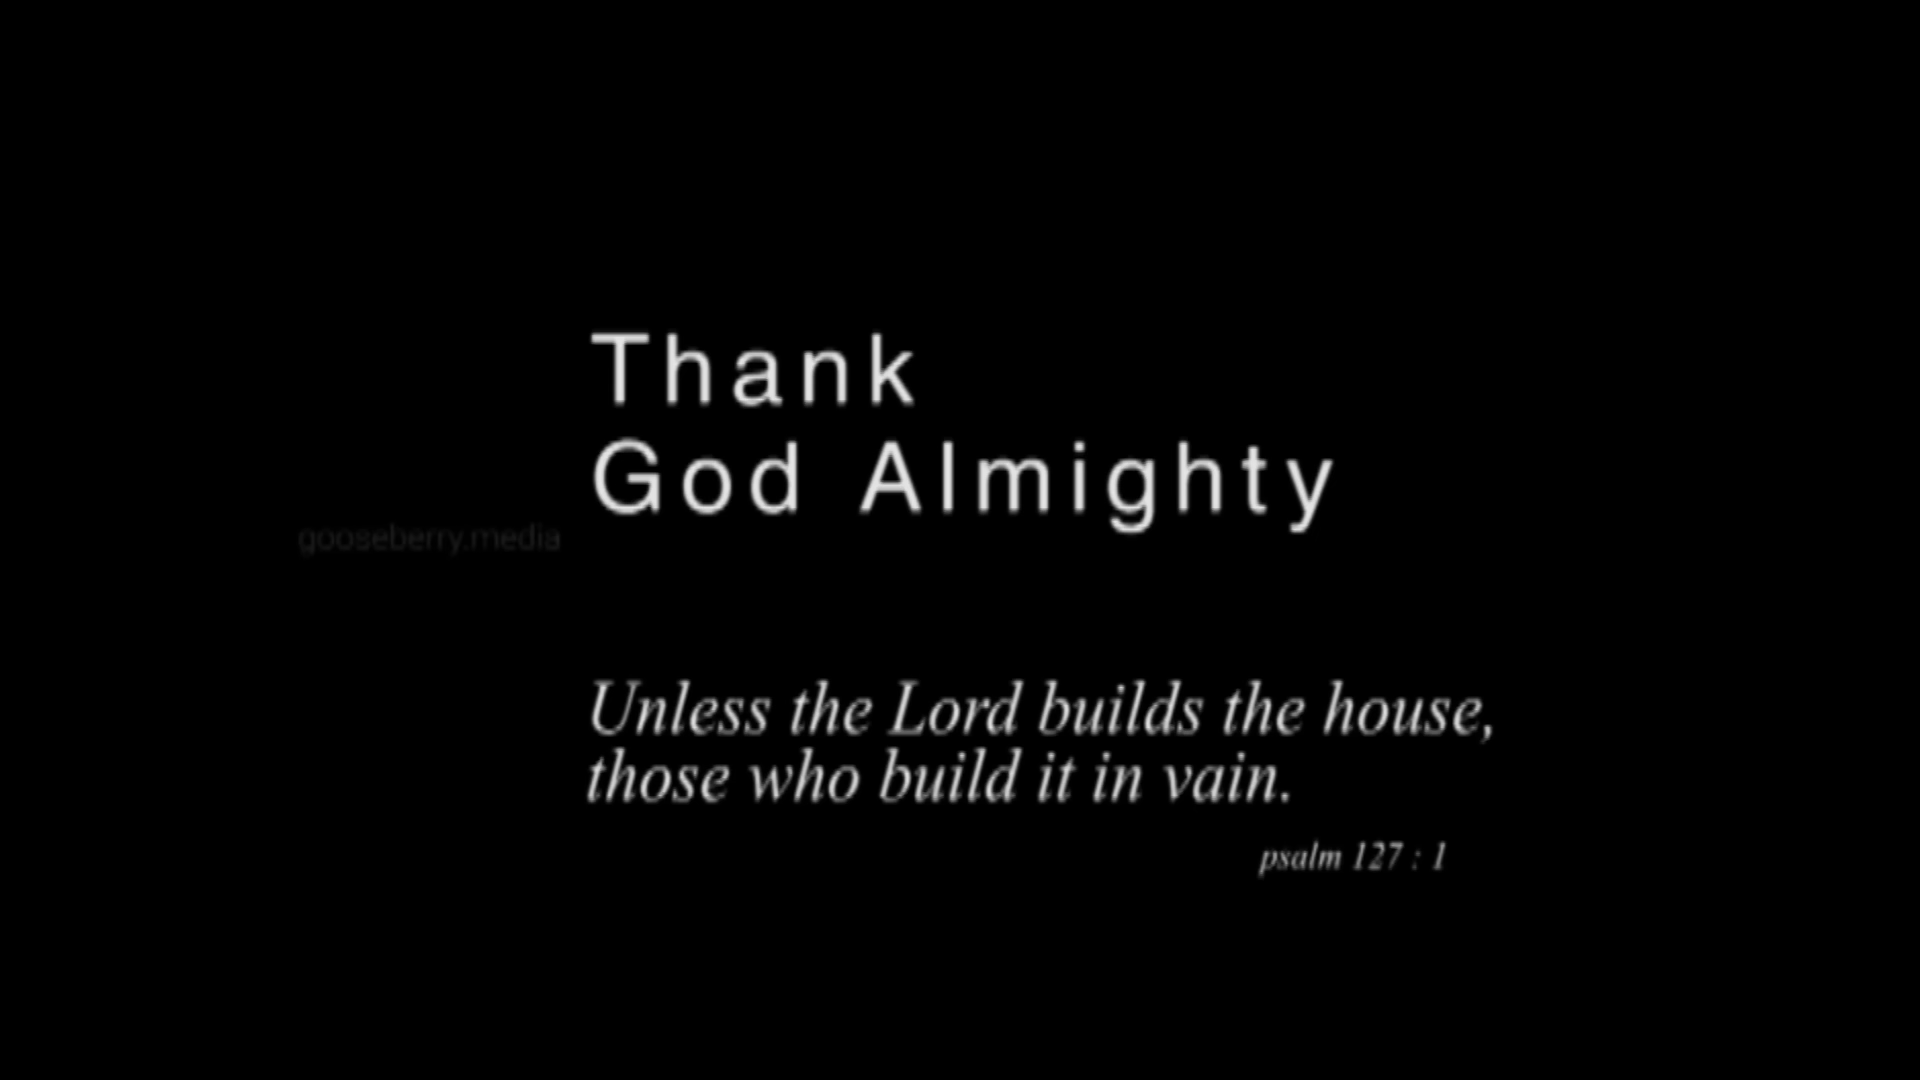 Thank
God Almighty
gooseberry.media
Unless the Lord builds the house,
those who build it in vain.
psalm 127 : 1